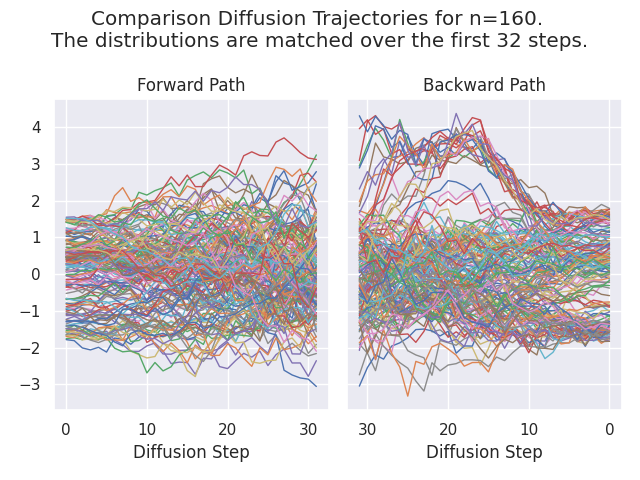 Comparison Diffusion Trajectories for n=160.
The distributions are matched over the first 32 steps.
Forward Path
Backward Path
4
3
2
1
0
−1
−2
−3
0 10 20 30
30 20 10 0
Diffusion Step
Diffusion Step